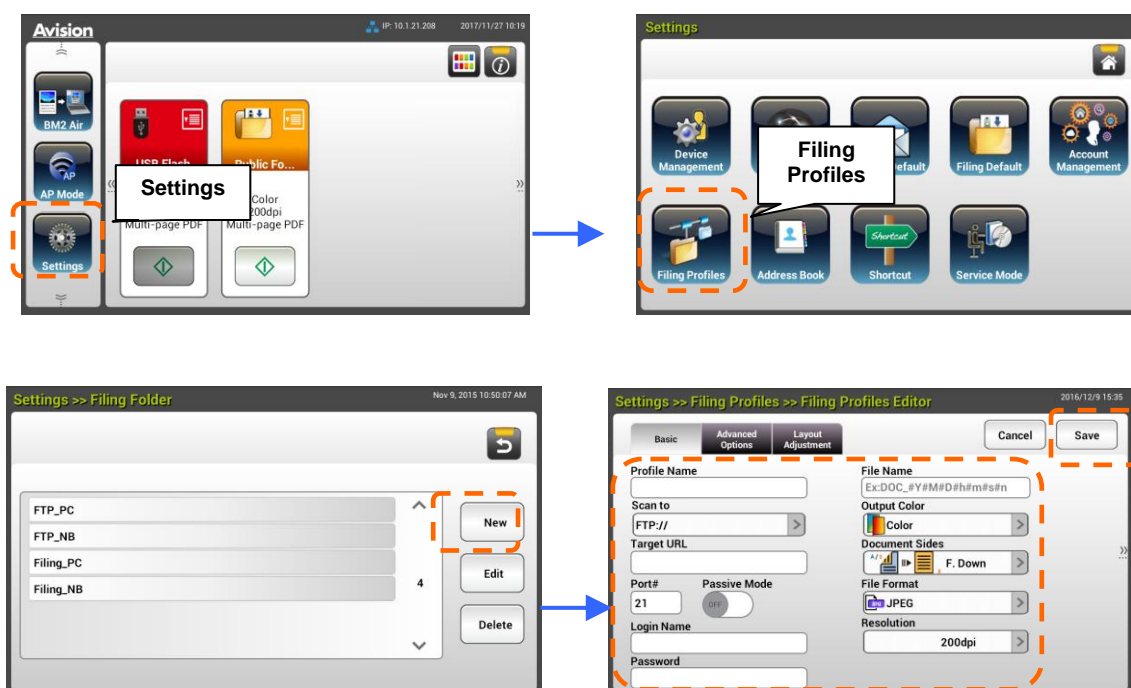 Avision
IP: 10.1.21.208
2017/11/27 10:19
BM2 Air
AP Mode
Settings
USB Flash
Public Fo...
Settings
Color
200dpi
Multi-page PDF
Multi-page PDF
Settings
Device Management
Filing Default
Account Management
Filing
Profiles
Filing Profiles
Address Book
Shortcut
Shortcut
Service Mode
Settings >> Filing Folder
Nov 9, 2015 10:50:07 AM
FTP_PC
FTP_NB
Filing_PC
Filing_NB
4
New
Edit
Delete
Settings >> Filing Profiles >> Filing Profiles Editor
2016/12/9 15:35
Basic
Advanced Options
Layout Adjustment
Cancel
Save
Profile Name
File Name
Ex:DOC_#Y#M#D#h#m#s#n
Scan to
Output Color
FTP://
Color
Target URL
Document Sides
F. Down
Port#
Passive Mode
File Format
21
OFF
JPEG
Login Name
Resolution
200dpi
Password